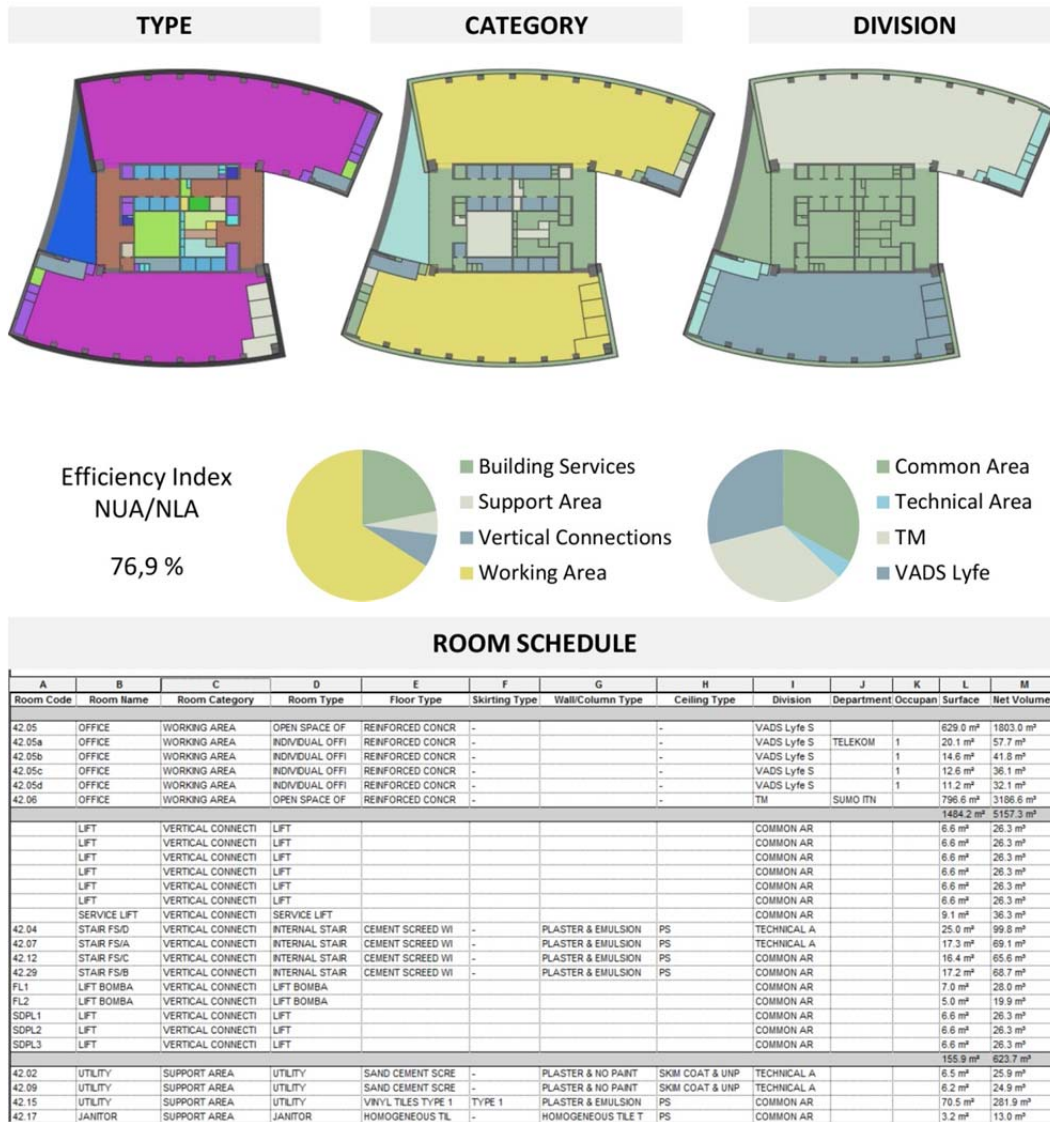 TYPE CATEGORY DIVISION
Efficiency Index
NUA/NLA
76,9 %
Building Services
Support Area
Vertical Connections
Working Area
Common Area
Technical Area
TM
VADS Lyfe
ROOM SCHEDULE
A B C D E F G H I J K L M
Room Code Room Name Room Category Room Type Floor Type Skirting Type Wall/Column Type Ceiling Type Division Department Occupan Surface Net Volume
42.05 OFFICE WORKING AREA OPEN SPACE OF REINFORCED CONCR - - VADS Lyfe S 629.0 m² 1803.0 m³
42.05a OFFICE WORKING AREA INDIVIDUAL OFFI REINFORCED CONCR - - VADS Lyfe S TELEKOM 1 20.1 m² 57.7 m³
42.05b OFFICE WORKING AREA INDIVIDUAL OFFI REINFORCED CONCR - - VADS Lyfe S 1 14.6 m² 41.8 m³
42.05c OFFICE WORKING AREA INDIVIDUAL OFFI REINFORCED CONCR - - VADS Lyfe S 1 12.6 m² 36.1 m³
42.05d OFFICE WORKING AREA INDIVIDUAL OFFI REINFORCED CONCR - - VADS Lyfe S 1 11.2 m² 32.1 m³
42.06 OFFICE WORKING AREA OPEN SPACE OF REINFORCED CONCR - - TM SUMO ITN 796.6 m² 3186.6 m³
1484.2 m² 5157.3 m³
LIFT VERTICAL CONNECTI LIFT COMMON AR 6.6 m² 26.3 m³
LIFT VERTICAL CONNECTI LIFT COMMON AR 6.6 m² 26.3 m³
LIFT VERTICAL CONNECTI LIFT COMMON AR 6.6 m² 26.3 m³
LIFT VERTICAL CONNECTI LIFT COMMON AR 6.6 m² 26.3 m³
LIFT VERTICAL CONNECTI LIFT COMMON AR 6.6 m² 26.3 m³
LIFT VERTICAL CONNECTI LIFT COMMON AR 6.6 m² 26.3 m³
SERVICE LIFT VERTICAL CONNECTI SERVICE LIFT COMMON AR 9.1 m² 36.3 m³
42.04 STAIR FS/D VERTICAL CONNECTI INTERNAL STAIR CEMENT SCREED WI - PLASTER & EMULSION PS TECHNICAL A 25.0 m² 99.8 m³
42.07 STAIR FS/A VERTICAL CONNECTI INTERNAL STAIR CEMENT SCREED WI - PLASTER & EMULSION PS TECHNICAL A 17.3 m² 69.1 m³
42.12 STAIR FS/C VERTICAL CONNECTI INTERNAL STAIR CEMENT SCREED WI - PLASTER & EMULSION PS COMMON AR 16.4 m² 65.6 m³
42.29 STAIR FS/B VERTICAL CONNECTI INTERNAL STAIR CEMENT SCREED WI - PLASTER & EMULSION PS COMMON AR 17.2 m² 68.7 m³
FL1 LIFT BOMBA VERTICAL CONNECTI LIFT BOMBA COMMON AR 7.0 m² 28.0 m³
FL2 LIFT BOMBA VERTICAL CONNECTI LIFT BOMBA COMMON AR 5.0 m² 19.9 m³
SDPL1 LIFT VERTICAL CONNECTI LIFT COMMON AR 6.6 m² 26.3 m³
SDPL2 LIFT VERTICAL CONNECTI LIFT COMMON AR 6.6 m² 26.3 m³
SDPL3 LIFT VERTICAL CONNECTI LIFT COMMON AR 6.6 m² 26.3 m³
155.9 m² 623.7 m³
42.02 UTILITY SUPPORT AREA UTILITY SAND CEMENT SCRE - PLASTER & NO PAINT SKIM COAT & UNP TECHNICAL A 6.5 m² 25.9 m³
42.09 UTILITY SUPPORT AREA UTILITY SAND CEMENT SCRE - PLASTER & NO PAINT SKIM COAT & UNP TECHNICAL A 6.2 m² 24.9 m³
42.15 UTILITY SUPPORT AREA UTILITY VINYL TILES TYPE 1 TYPE 1 PLASTER & EMULSION PS COMMON AR 70.5 m² 281.9 m³
42.17 JANITOR SUPPORT AREA JANITOR HOMOGENEOUS TIL - HOMOGENEOUS TILE T PS COMMON AR 3.2 m² 13.0 m³